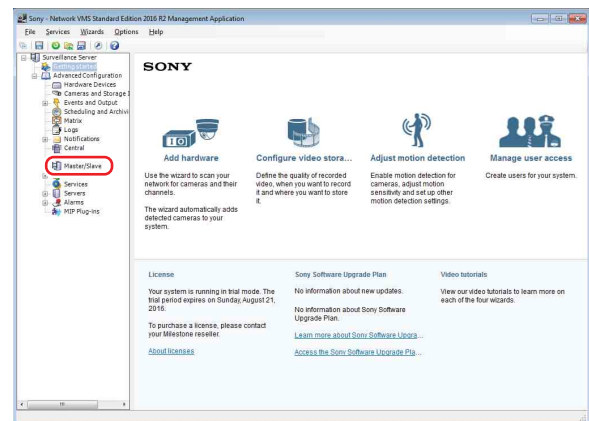 Sony - Network VMS Standard Edition 2016 R2 Management Application
File Services Wizards Options Help
Surveillance Server
Getting started
Advanced Configuration
Hardware Devices
Cameras and Storage I
Events and Output
Scheduling and Archivi
Matrix
Logs
Notifications
Central
Master/Slave
Services
Servers
Alarms
MIP Plug-ins
SONY
Add hardware
Use the wizard to scan your
network for cameras and their
channels.
The wizard automatically adds
detected cameras to your
system.
Configure video stora...
Define the quality of recorded
video, when you want to record
it and where you want to store
it.
Adjust motion detection
Enable motion detection for
cameras, adjust motion
sensitivity and set up other
motion detection settings.
Manage user access
Create users for your system.
License
Your system is running in trial mode. The
trial period expires on Sunday, August 21,
2016.
To purchase a license, please contact
your Milestone reseller.
About licenses
Sony Software Upgrade Plan
No information about new updates.
No information about Sony Software
Upgrade Plan.
Learn more about Sony Software Upgra...
Access the Sony Software Upgrade Pla...
Video tutorials
View our video tutorials to learn more on
each of the four wizards.